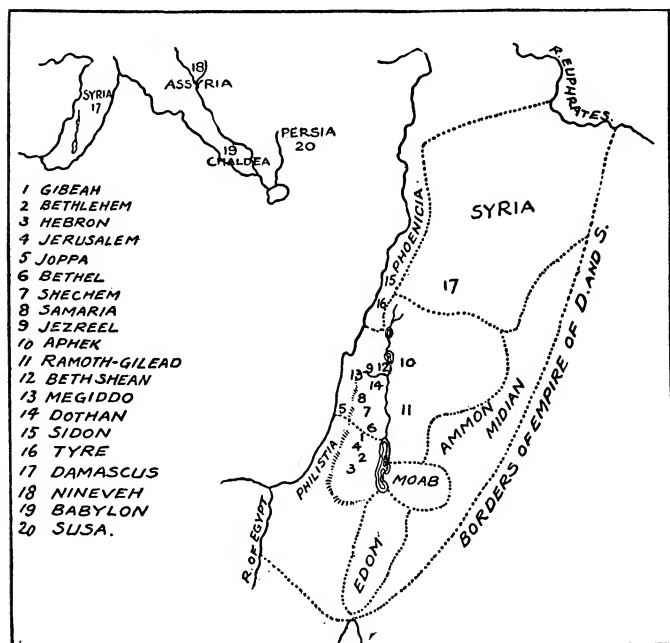 18
ASSYRIA
SYRIA
17
PERSIA
20
19
CHALDEA
R. EUPHRATES.
1 GIBEAH
2 BETHLEHEM
3 HEBRON
4 JERUSALEM
5 JOPPA
6 BETHEL
7 SHECHEM
8 SAMARIA
9 JEZREEL
10 APHEK
11 RAMOTH-GILEAD
12 BETH SHEAN
13 MEGIDDO
14 DOTHAN
15 SIDON
16 TYRE
17 DAMASCUS
18 NINEVEH
19 BABYLON
20 SUSA.
SYRIA
PHOENICIA
15
17
16
9
12
10
13
14
8
7
11
5
6
1
4
2
3
AMMON
MIDIAN
PHILISTIA
MOAB
EDOM
R. OF EGYPT
BORDERS OF EMPIRE OF D. AND S.